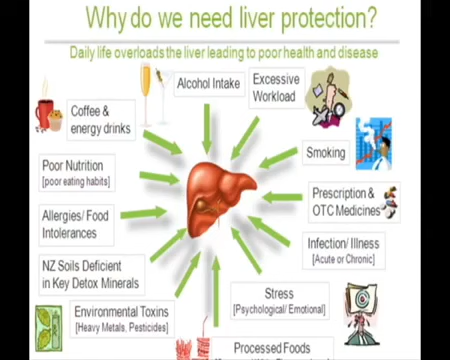 Why do we need liver protection?
Daily life overloads the liver leading to poor health and disease
Alcohol Intake
Excessive
Workload
Coffee &
energy drinks
Smoking
Poor Nutrition
[poor eating habits]
Prescription &
OTC Medicines
Allergies/ Food
Intolerances
Infection/ Illness
[Acute or Chronic]
NZ Soils Deficient
in Key Detox Minerals
Stress
[Psychological/ Emotional]
Environmental Toxins
[Heavy Metals, Pesticides]
Processed Foods